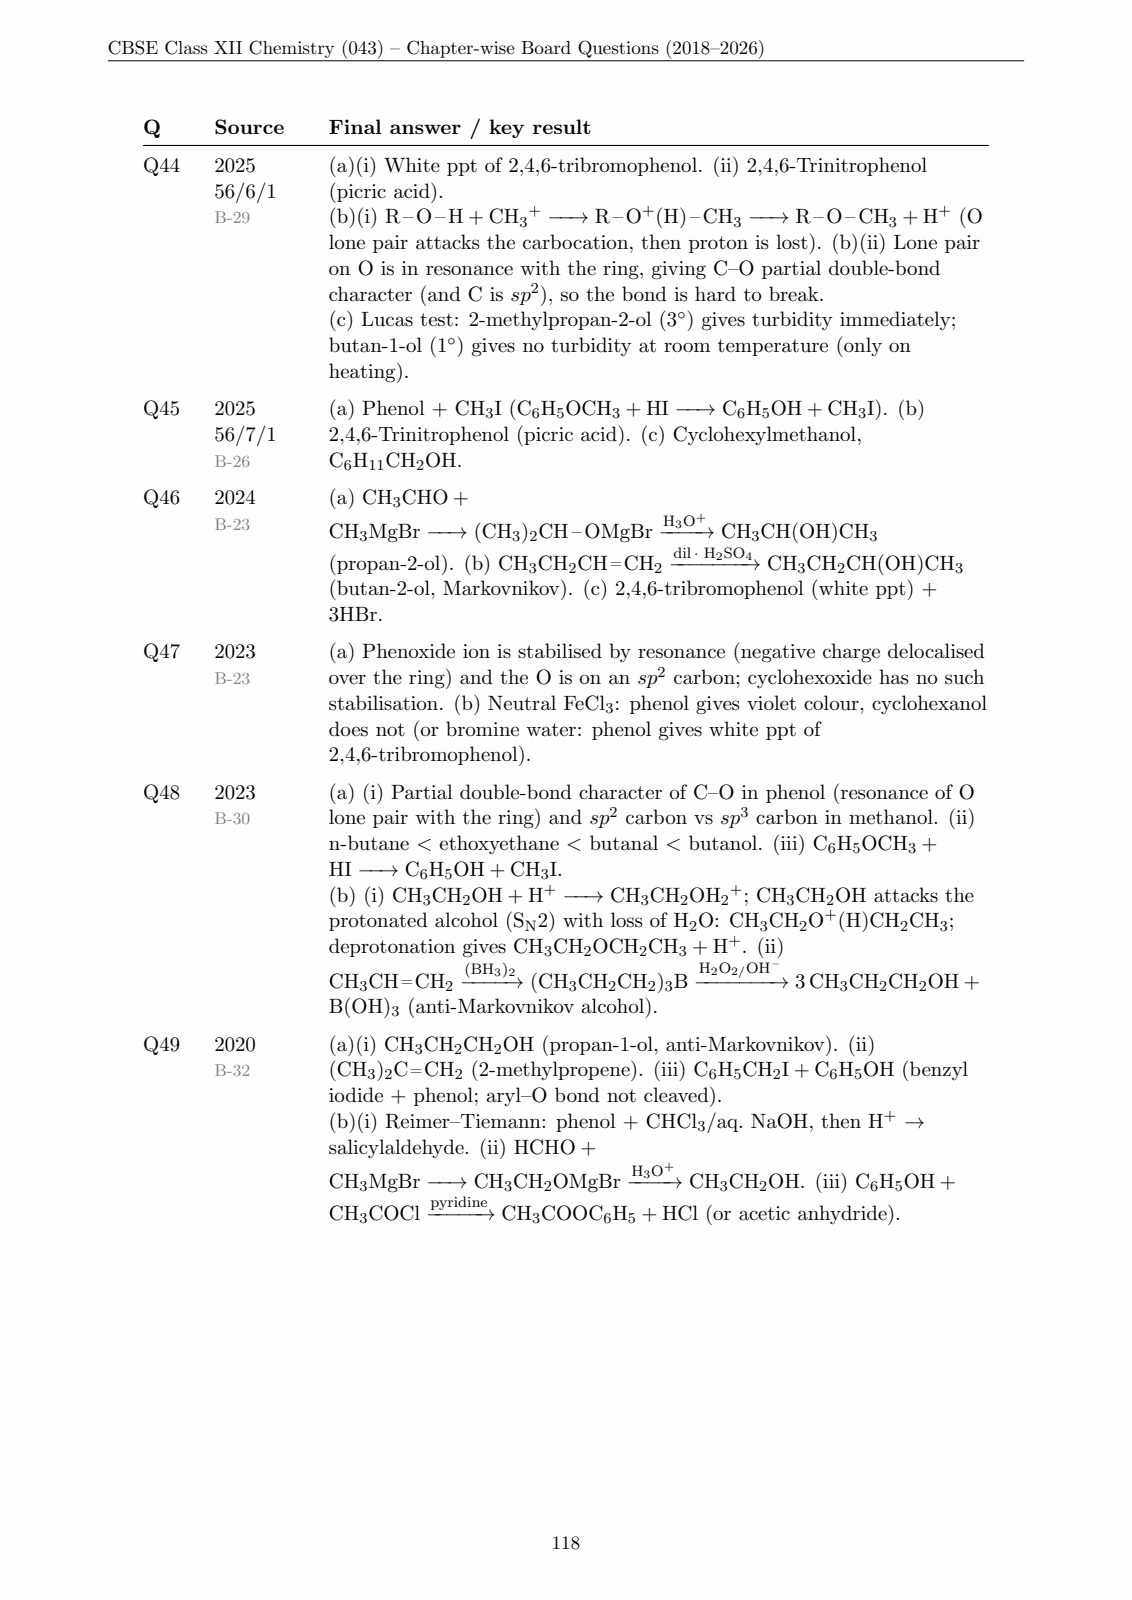 CBSE Class XII Chemistry (043) – Chapter-wise Board Questions (2018–2026)
Q Source Final answer / key result
Q44 2025 (a)(i) White ppt of 2,4,6-tribromophenol. (ii) 2,4,6-Trinitrophenol
56/6/1 (picric acid).
B-29 (b)(i) R−O−H + CH₃⁺ ⟶ R−O⁺(H)−CH₃ ⟶ R−O−CH₃ + H⁺ (O
lone pair attacks the carbocation, then proton is lost). (b)(ii) Lone pair
on O is in resonance with the ring, giving C–O partial double-bond
character (and C is sp²), so the bond is hard to break.
(c) Lucas test: 2-methylpropan-2-ol (3°) gives turbidity immediately;
butan-1-ol (1°) gives no turbidity at room temperature (only on
heating).
Q45 2025 (a) Phenol + CH₃I (C₆H₅OCH₃ + HI ⟶ C₆H₅OH + CH₃I). (b)
56/7/1 2,4,6-Trinitrophenol (picric acid). (c) Cyclohexylmethanol,
B-26 C₆H₁₁CH₂OH.
Q46 2024 (a) CH₃CHO +
B-23 CH₃MgBr ⟶ (CH₃)₂CH−OMgBr —H₃O⁺→ CH₃CH(OH)CH₃
(propan-2-ol). (b) CH₃CH₂CH=CH₂ —dil · H₂SO₄→ CH₃CH₂CH(OH)CH₃
(butan-2-ol, Markovnikov). (c) 2,4,6-tribromophenol (white ppt) +
3HBr.
Q47 2023 (a) Phenoxide ion is stabilised by resonance (negative charge delocalised
B-23 over the ring) and the O is on an sp² carbon; cyclohexoxide has no such
stabilisation. (b) Neutral FeCl₃: phenol gives violet colour, cyclohexanol
does not (or bromine water: phenol gives white ppt of
2,4,6-tribromophenol).
Q48 2023 (a) (i) Partial double-bond character of C–O in phenol (resonance of O
B-30 lone pair with the ring) and sp² carbon vs sp³ carbon in methanol. (ii)
n-butane < ethoxyethane < butanal < butanol. (iii) C₆H₅OCH₃ +
HI ⟶ C₆H₅OH + CH₃I.
(b) (i) CH₃CH₂OH + H⁺ ⟶ CH₃CH₂OH₂⁺; CH₃CH₂OH attacks the
protonated alcohol (S_N2) with loss of H₂O: CH₃CH₂O⁺(H)CH₂CH₃;
deprotonation gives CH₃CH₂OCH₂CH₃ + H⁺. (ii)
CH₃CH=CH₂ —(BH₃)₂→ (CH₃CH₂CH₂)₃B —H₂O₂/OH⁻→ 3 CH₃CH₂CH₂OH +
B(OH)₃ (anti-Markovnikov alcohol).
Q49 2020 (a)(i) CH₃CH₂CH₂OH (propan-1-ol, anti-Markovnikov). (ii)
B-32 (CH₃)₂C=CH₂ (2-methylpropene). (iii) C₆H₅CH₂I + C₆H₅OH (benzyl
iodide + phenol; aryl–O bond not cleaved).
(b)(i) Reimer–Tiemann: phenol + CHCl₃/aq. NaOH, then H⁺ →
salicylaldehyde. (ii) HCHO +
CH₃MgBr ⟶ CH₃CH₂OMgBr —H₃O⁺→ CH₃CH₂OH. (iii) C₆H₅OH +
CH₃COCl —pyridine→ CH₃COOC₆H₅ + HCl (or acetic anhydride).
118